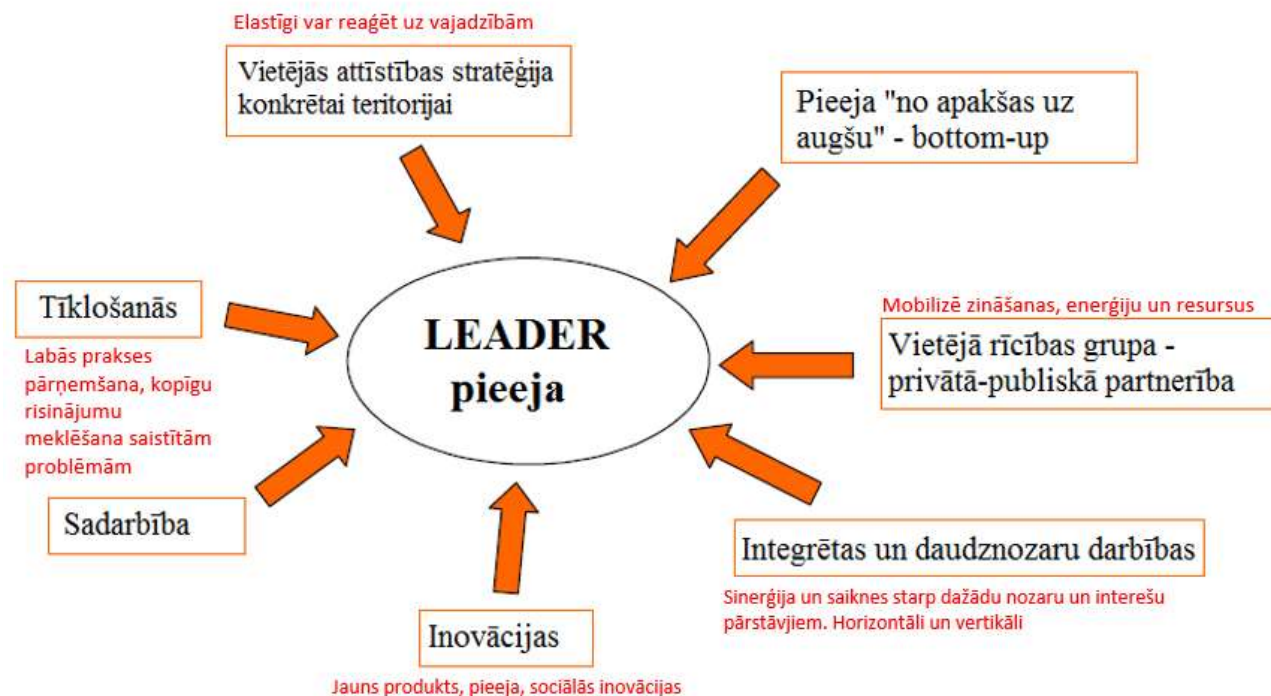 Elastīgi var reaģēt uz vajadzībām
Vietējās attīstības stratēģija
konkrētai teritorijai
Pieeja "no apakšas uz
augšu" - bottom-up
Tīklošanās
Labās prakses
pārņemšana, kopīgu
risinājumu
meklēšana saistītām
problēmām
LEADER
pieeja
Mobilizē zināšanas, enerģiju un resursus
Vietējā rīcības grupa -
privātā-publiskā partnerība
Sadarbība
Integrētas un daudznozaru darbības
Sinerģija un saiknes starp dažādu nozaru un interešu
pārstāvjiem. Horizontāli un vertikāli
Inovācijas
Jauns produkts, pieeja, sociālās inovācijas